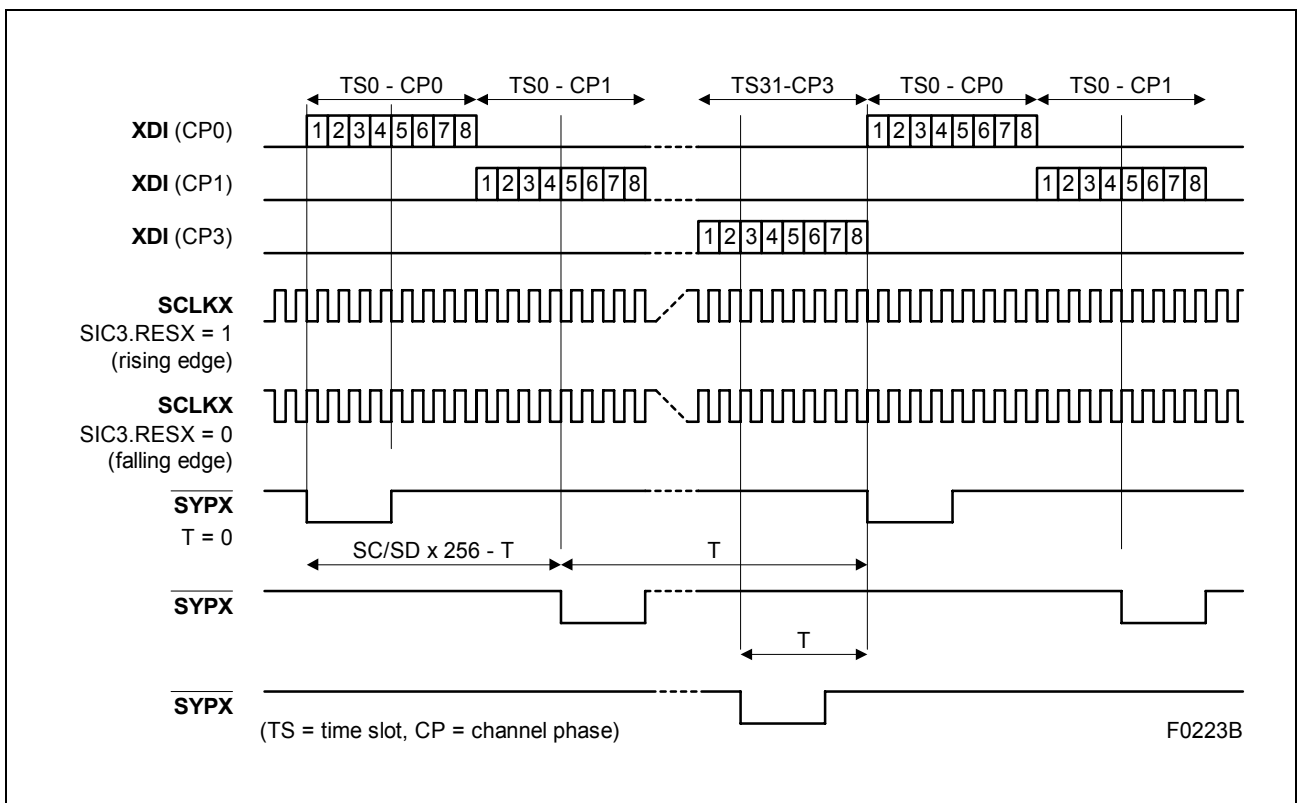 TS0 - CP0 TS0 - CP1 TS31-CP3 TS0 - CP0 TS0 - CP1
XDI (CP0) 1 2 3 4 5 6 7 8 1 2 3 4 5 6 7 8
XDI (CP1) 1 2 3 4 5 6 7 8 1 2 3 4 5 6 7 8
XDI (CP3) 1 2 3 4 5 6 7 8
SCLKX
SIC3.RESX = 1
(rising edge)
SCLKX
SIC3.RESX = 0
(falling edge)
SYPX
T = 0
SC/SD x 256 - T T
SYPX
T
SYPX
(TS = time slot, CP = channel phase) F0223B